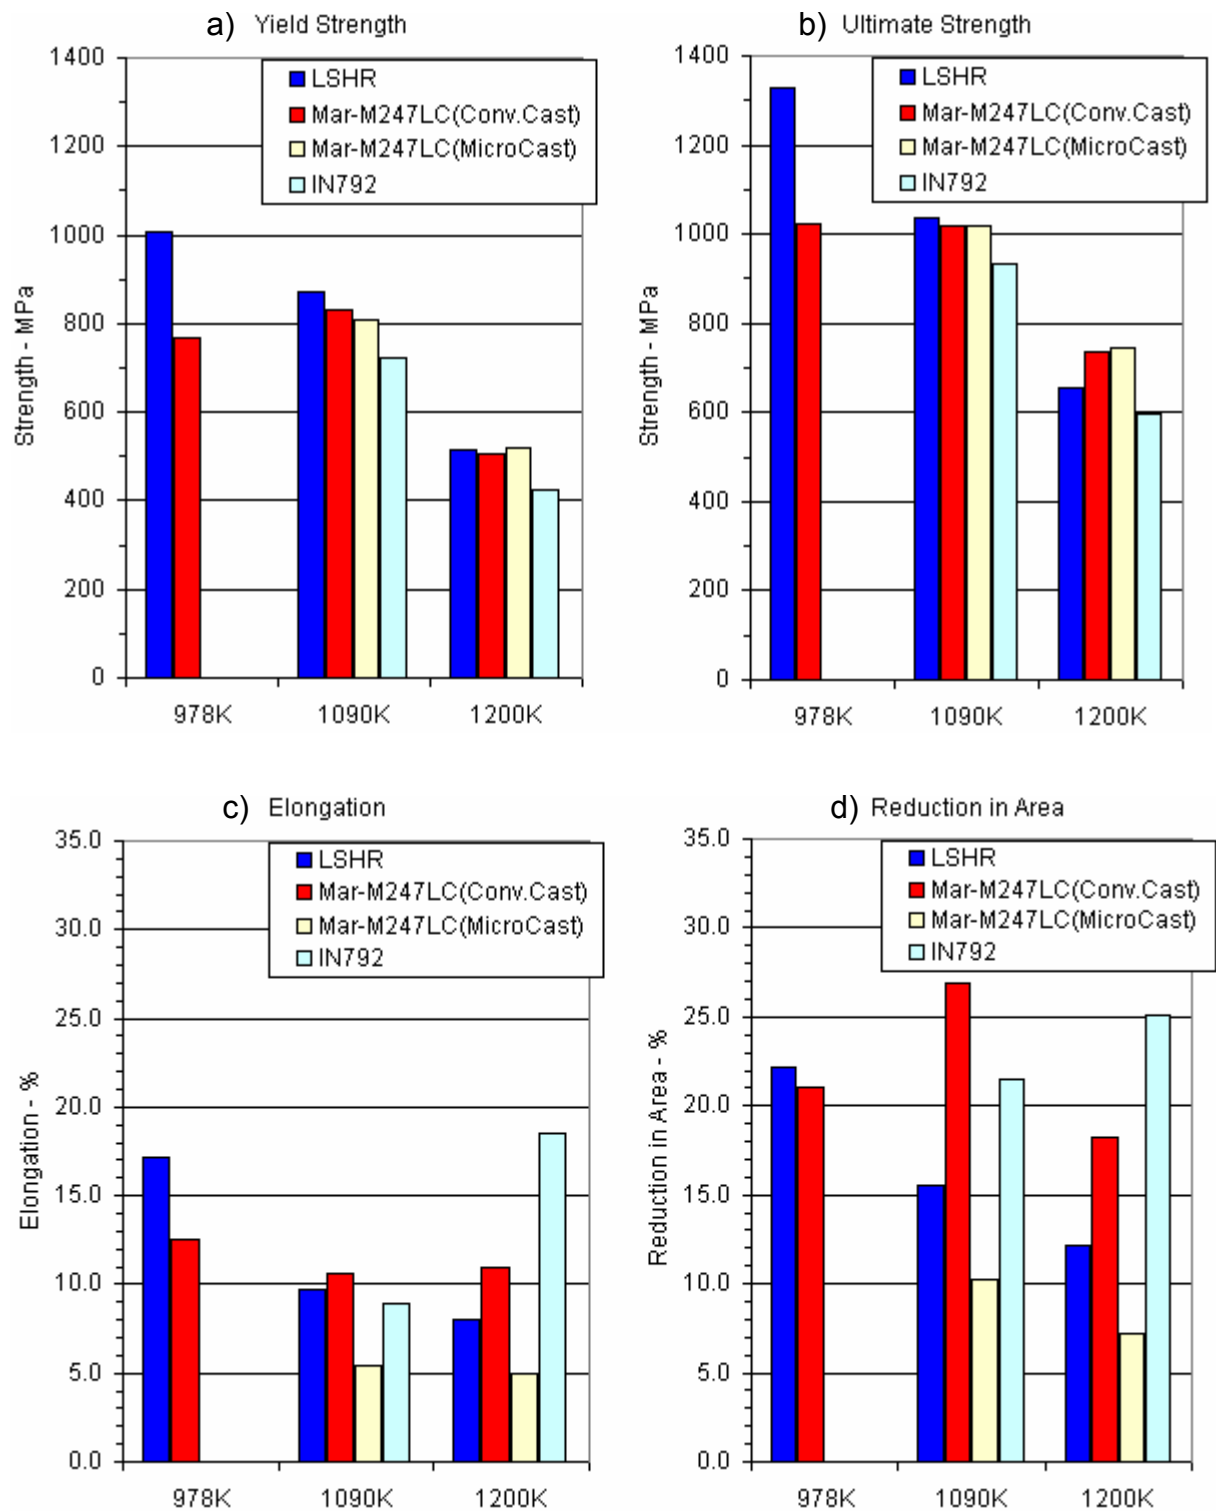 a) Yield Strength
1400
1200
1000
800
600
400
200
0
Strength - MPa
LSHR
Mar-M247LC(Conv.Cast)
Mar-M247LC(MicroCast)
IN792
978K 1090K 1200K
b) Ultimate Strength
1400
1200
1000
800
600
400
200
0
Strength - MPa
LSHR
Mar-M247LC(Conv.Cast)
Mar-M247LC(MicroCast)
IN792
978K 1090K 1200K
c) Elongation
35.0
30.0
25.0
20.0
15.0
10.0
5.0
0.0
Elongation - %
LSHR
Mar-M247LC(Conv.Cast)
Mar-M247LC(MicroCast)
IN792
978K 1090K 1200K
d) Reduction in Area
35.0
30.0
25.0
20.0
15.0
10.0
5.0
0.0
Reduction in Area - %
LSHR
Mar-M247LC(Conv.Cast)
Mar-M247LC(MicroCast)
IN792
978K 1090K 1200K